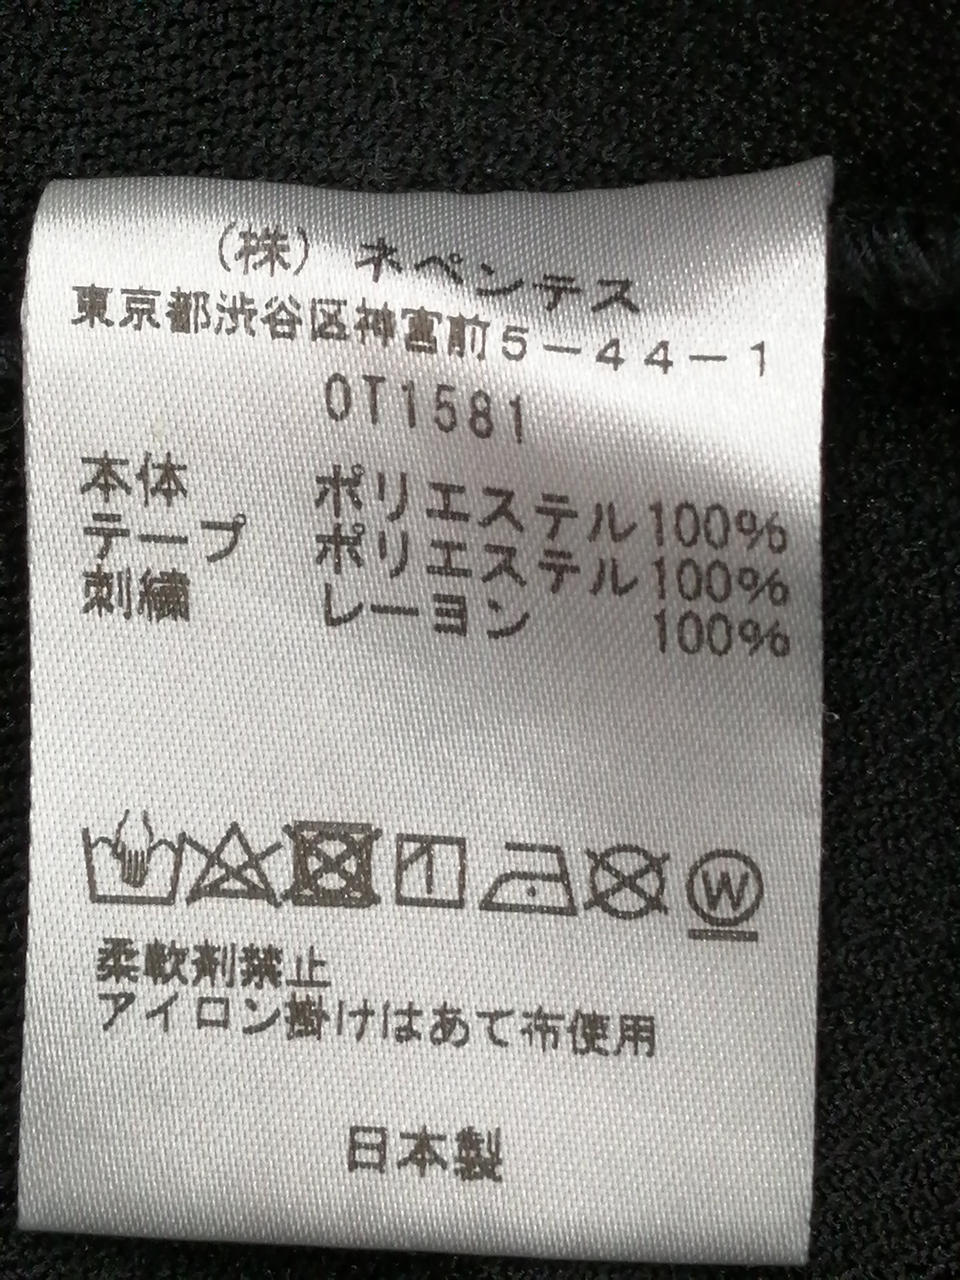 (株) ネペンテス
東京都渋谷区神宮前5-44-1
OT1581
本体 ポリエステル100%
テープ ポリエステル100%
刺繍 レーヨン 100%
W
柔軟剤禁止
アイロン掛けはあて布使用
日本製